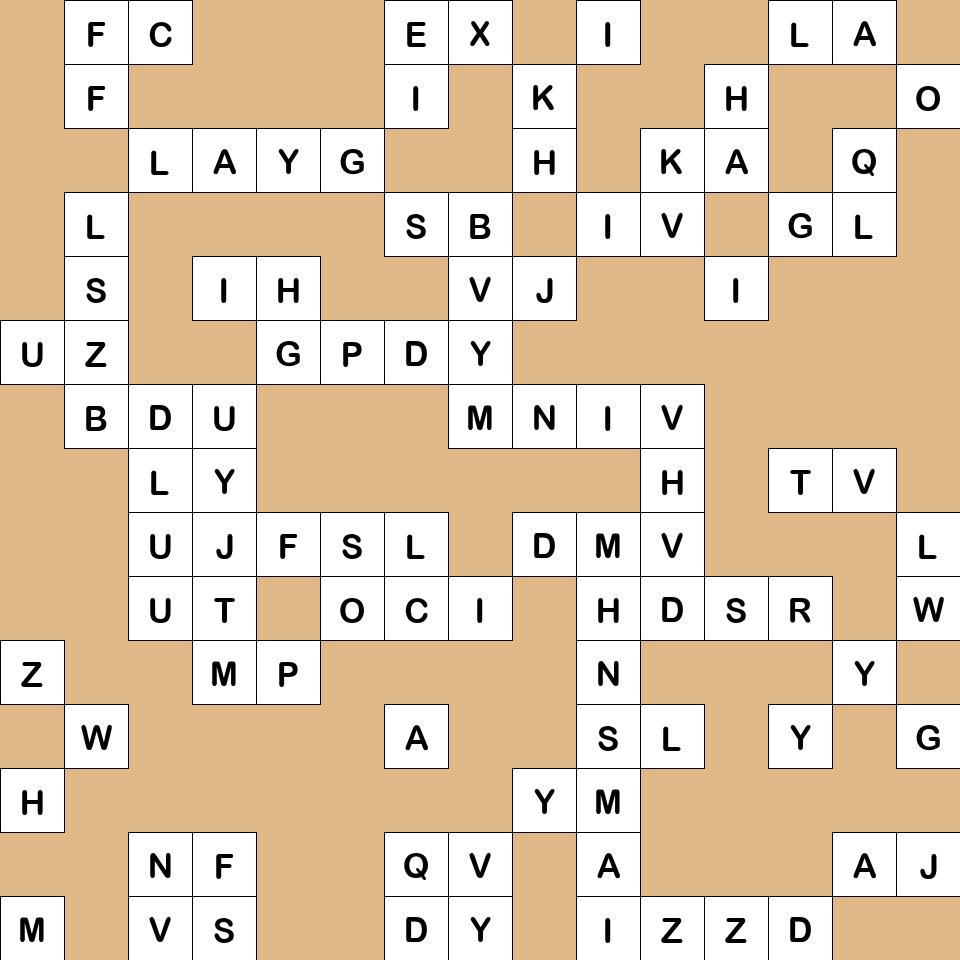 F C E X I L A
F I K H O
L A Y G H K A Q
L S B I V G L
S I H V J I
U Z G P D Y
B D U M N I V
L Y H T V
U J F S L D M V L
U T O C I H D S R W
Z M P N Y
W A S L Y G
H Y M
N F Q V A A J
M V S D Y I Z Z D